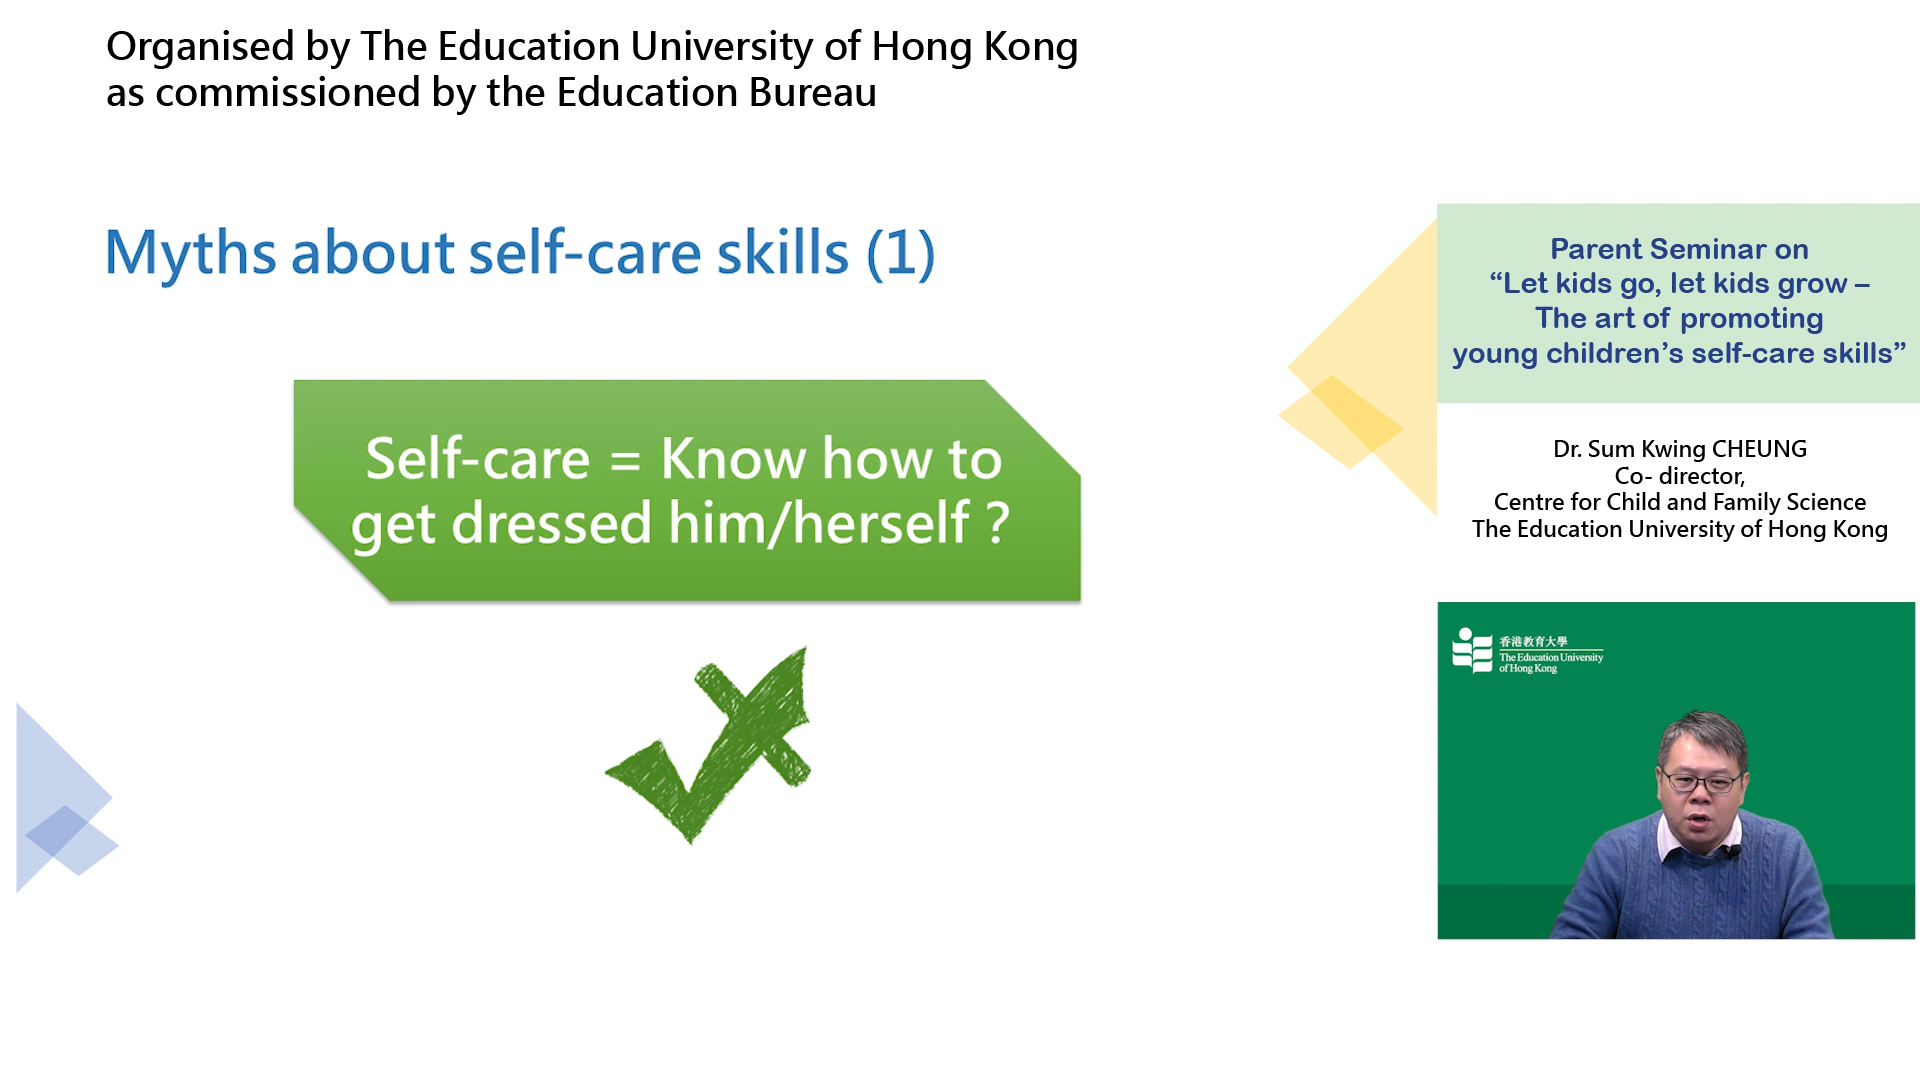 Organised by The Education University of Hong Kong
as commissioned by the Education Bureau
Myths about self-care skills (1)
Self-care = Know how to
get dressed him/herself ?
Parent Seminar on
“Let kids go, let kids grow –
The art of promoting
young children’s self-care skills”
Dr. Sum Kwing CHEUNG
Co- director,
Centre for Child and Family Science
The Education University of Hong Kong
香港教育大學
The Education University
of Hong Kong